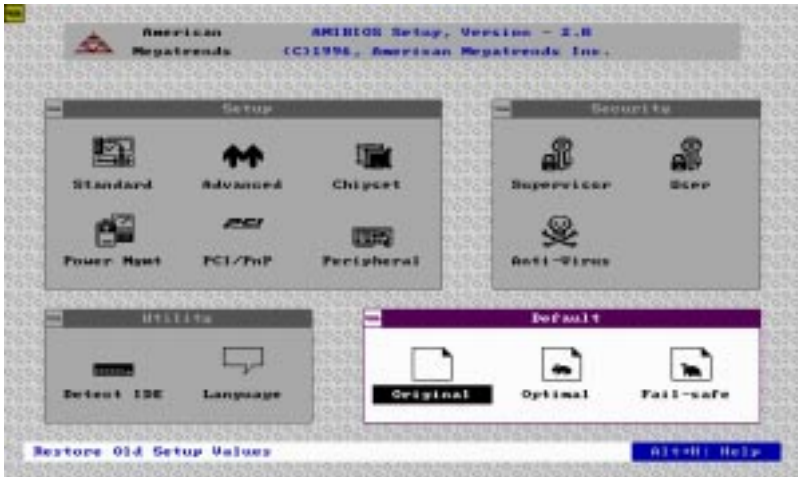 American
Megatrends
AMIBIOS Setup, Version - 2.0
(C)1996, American Megatrends Inc.
Setup
Standard
Advanced
Chipset
Power Mgmt
PCI
PCI/PnP
Peripheral
Security
Supervisor
User
Anti-Virus
Utility
Detect IDE
Language
Default
Original
Optimal
Fail-safe
Restore Old Setup Values
Alt+H: Help